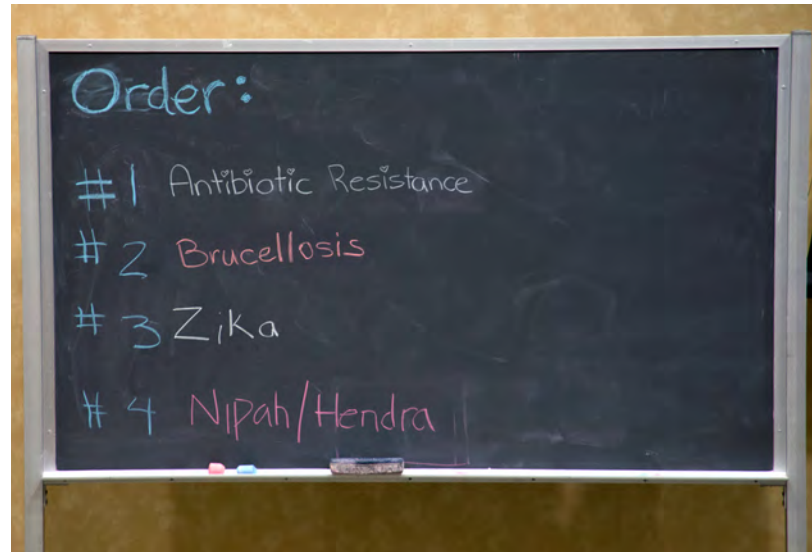 Order:
#1 Antibiotic Resistance
#2 Brucellosis
#3 Zika
#4 Nipah/Hendra